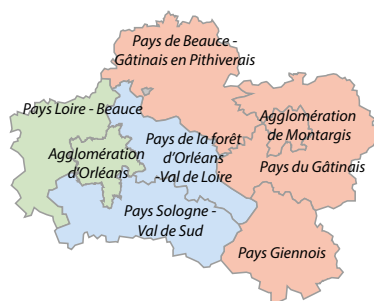 Pays de Beauce -
Gâtinais en Pithiverais
Pays Loire - Beauce
Agglomération
de Montargis
Pays de la forêt
d'Orléans
-Val de Loire
Agglomération
d'Orléans
Pays du Gâtinais
Pays Sologne -
Val de Sud
Pays Giennois